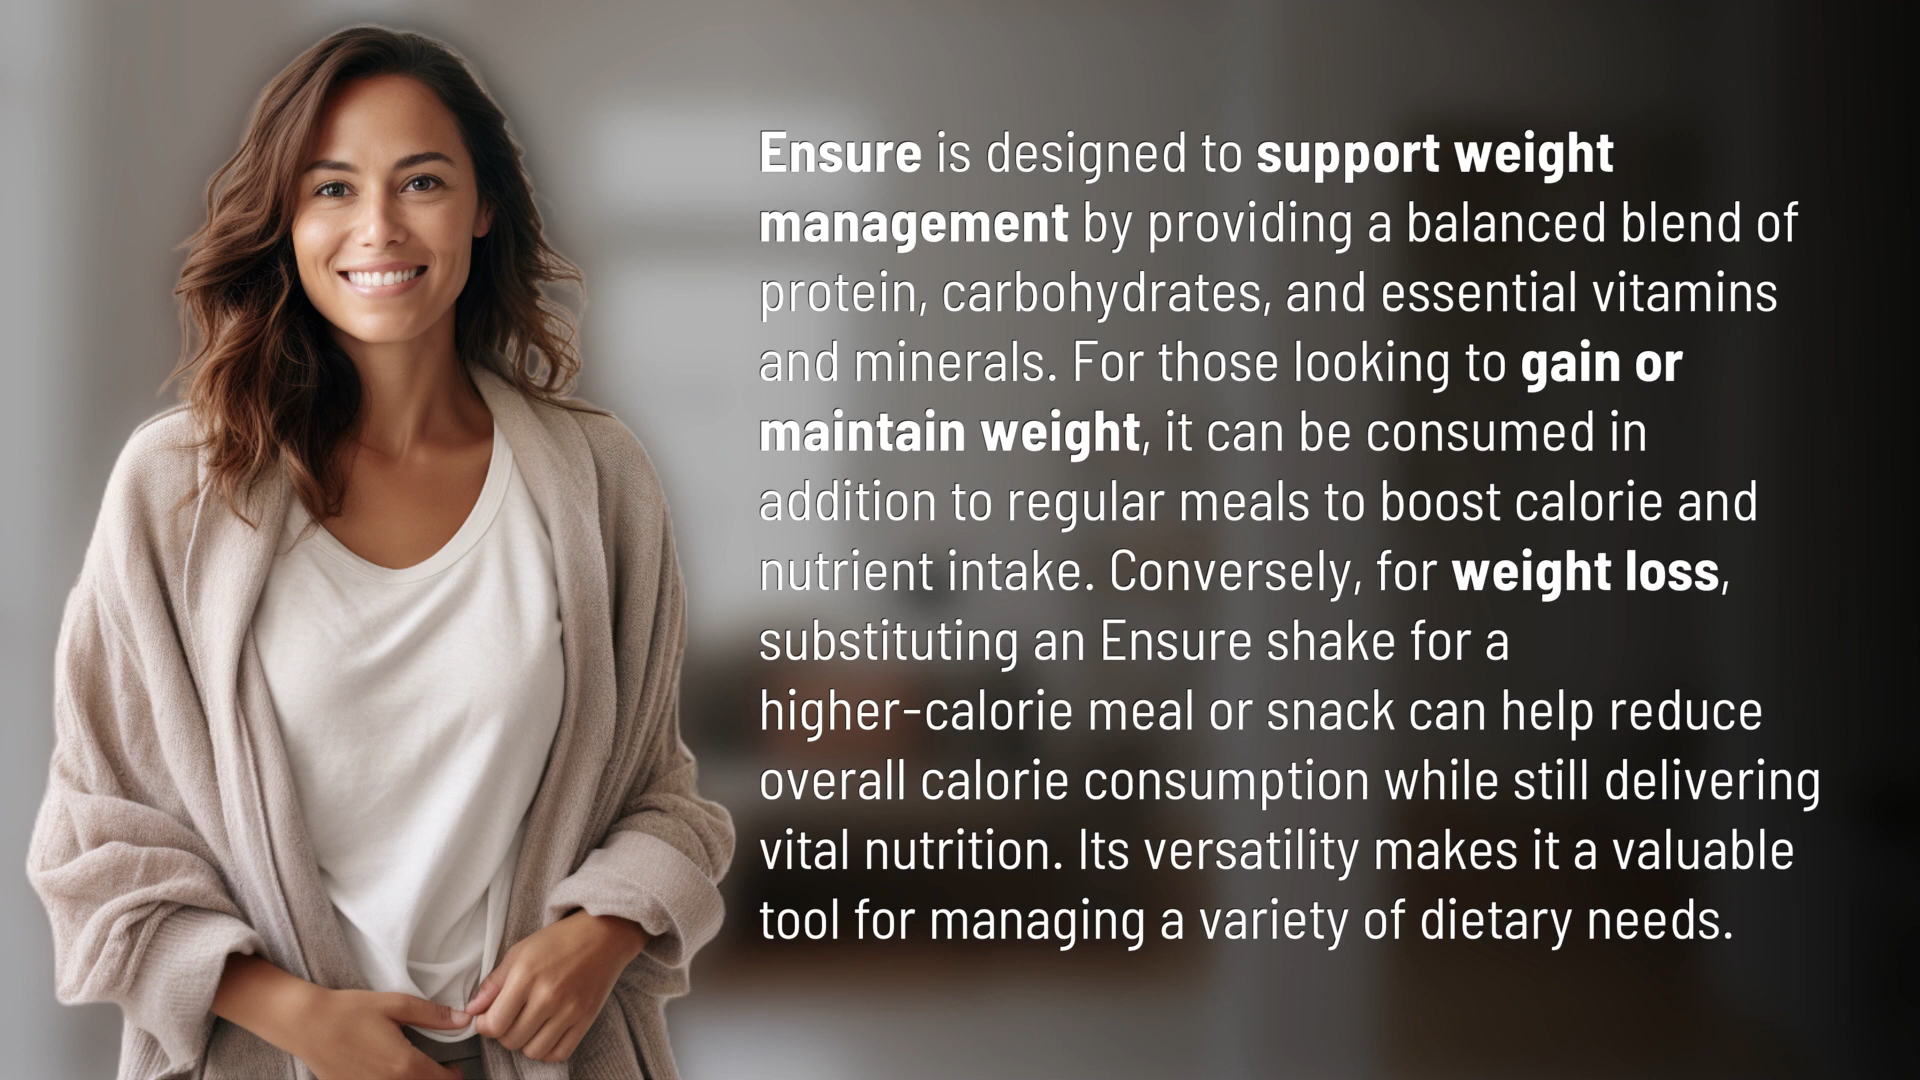 Ensure is designed to support weight
management by providing a balanced blend of
protein, carbohydrates, and essential vitamins
and minerals. For those looking to gain or
maintain weight, it can be consumed in
addition to regular meals to boost calorie and
nutrient intake. Conversely, for weight loss,
substituting an Ensure shake for a
higher-calorie meal or snack can help reduce
overall calorie consumption while still delivering
vital nutrition. Its versatility makes it a valuable
tool for managing a variety of dietary needs.